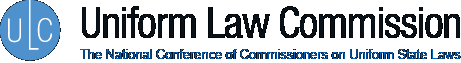 ULC Uniform Law Commission
The National Conference of Commissioners on Uniform State Laws